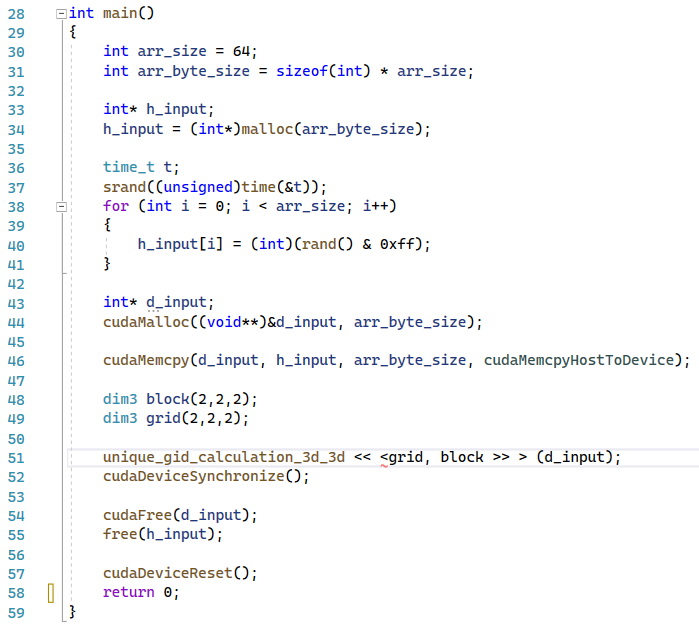 28 int main()
29 {
30 int arr_size = 64;
31 int arr_byte_size = sizeof(int) * arr_size;
32
33 int* h_input;
34 h_input = (int*)malloc(arr_byte_size);
35
36 time_t t;
37 srand((unsigned)time(&t));
38 for (int i = 0; i < arr_size; i++)
39 {
40 h_input[i] = (int)(rand() & 0xff);
41 }
42
43 int* d_input;
44 cudaMalloc((void**)&d_input, arr_byte_size);
45
46 cudaMemcpy(d_input, h_input, arr_byte_size, cudaMemcpyHostToDevice);
47
48 dim3 block(2,2,2);
49 dim3 grid(2,2,2);
50
51 unique_gid_calculation_3d_3d << <grid, block >> > (d_input);
52 cudaDeviceSynchronize();
53
54 cudaFree(d_input);
55 free(h_input);
56
57 cudaDeviceReset();
58 return 0;
59 }